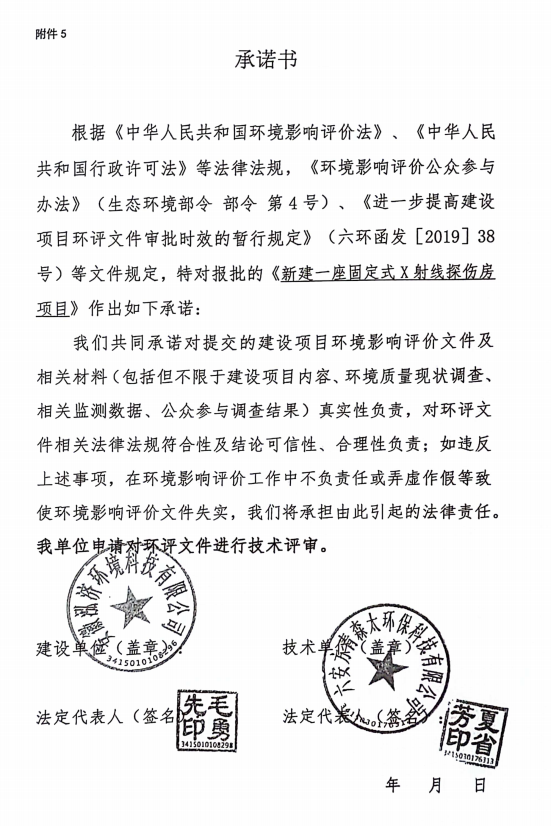 附件 5
承诺书
根据《中华人民共和国环境影响评价法》、《中华人民
共和国行政许可法》等法律法规,《环境影响评价公众参与
办法》(生态环境部令 部令 第4号)、《进一步提高建设
项目环评文件审批时效的暂行规定》(六环函发［2019］38
号)等文件规定，特对报批的《新建一座固定式X射线探伤房
项目》作出如下承诺：
我们共同承诺对提交的建设项目环境影响评价文件及
相关材料(包括但不限于建设项目内容、环境质量现状调查、
相关监测数据、公众参与调查结果)真实性负责，对环评文
件相关法律法规符合性及结论可信性、合理性负责；如违反
上述事项，在环境影响评价工作中不负责任或弄虚作假等致
使环境影响评价文件失实，我们将承担由此引起的法律责任。
我单位申请对环评文件进行技术评审。
建设单位（盖章）：
技术单位（盖章）：
环境科技有限公司
六安市青森太环保科技有限公司
法定代表人（签名）
法定代表人（签名）：
毛勇先印
3415010108298
夏省芳印
年 月 日